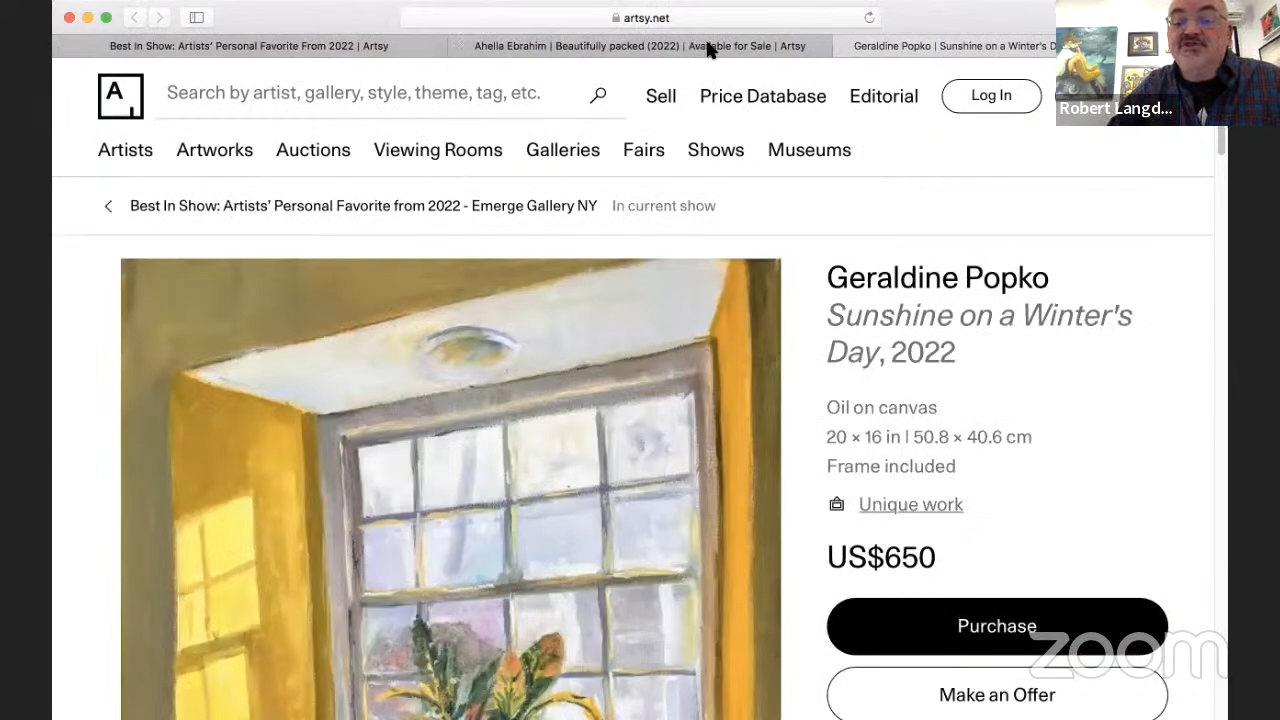 artsy.net
Best In Show: Artists' Personal Favorite From 2022 | Artsy
Ahelia Ebrahim | Beautifully packed (2022) | Available for Sale | Artsy
Geraldine Popko | Sunshine on a Winter's D
Robert Langd...
A
Search by artist, gallery, style, theme, tag, etc.
Sell
Price Database
Editorial
Log In
Artists
Artworks
Auctions
Viewing Rooms
Galleries
Fairs
Shows
Museums
Best In Show: Artists' Personal Favorite from 2022 - Emerge Gallery NY In current show
Geraldine Popko
Sunshine on a Winter's
Day, 2022
Oil on canvas
20 × 16 in | 50.8 × 40.6 cm
Frame included
Unique work
US$650
Purchase
zoom
Make an Offer